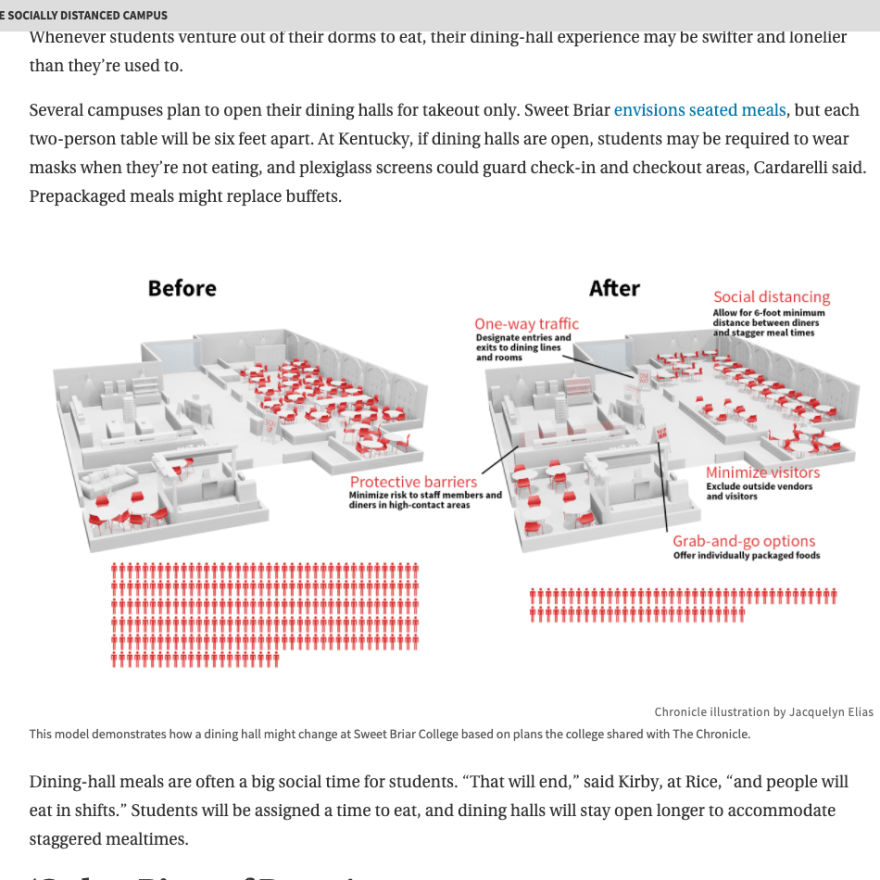 E SOCIALLY DISTANCED CAMPUS
Whenever students venture out of their dorms to eat, their dining-hall experience may be swifter and lonelier
than they’re used to.
Several campuses plan to open their dining halls for takeout only. Sweet Briar envisions seated meals, but each
two-person table will be six feet apart. At Kentucky, if dining halls are open, students may be required to wear
masks when they’re not eating, and plexiglass screens could guard check-in and checkout areas, Cardarelli said.
Prepackaged meals might replace buffets.
Before
After
Social distancing
Allow for 6-foot minimum
distance between diners
and stagger meal times
One-way traffic
Designate entries and
exits to dining lines
and rooms
Protective barriers
Minimize risk to staff members and
diners in high-contact areas
Minimize visitors
Exclude outside vendors
and visitors
Grab-and-go options
Offer individually packaged foods
Chronicle illustration by Jacquelyn Elias
This model demonstrates how a dining hall might change at Sweet Briar College based on plans the college shared with The Chronicle.
Dining-hall meals are often a big social time for students. “That will end,” said Kirby, at Rice, “and people will
eat in shifts.” Students will be assigned a time to eat, and dining halls will stay open longer to accommodate
staggered mealtimes.